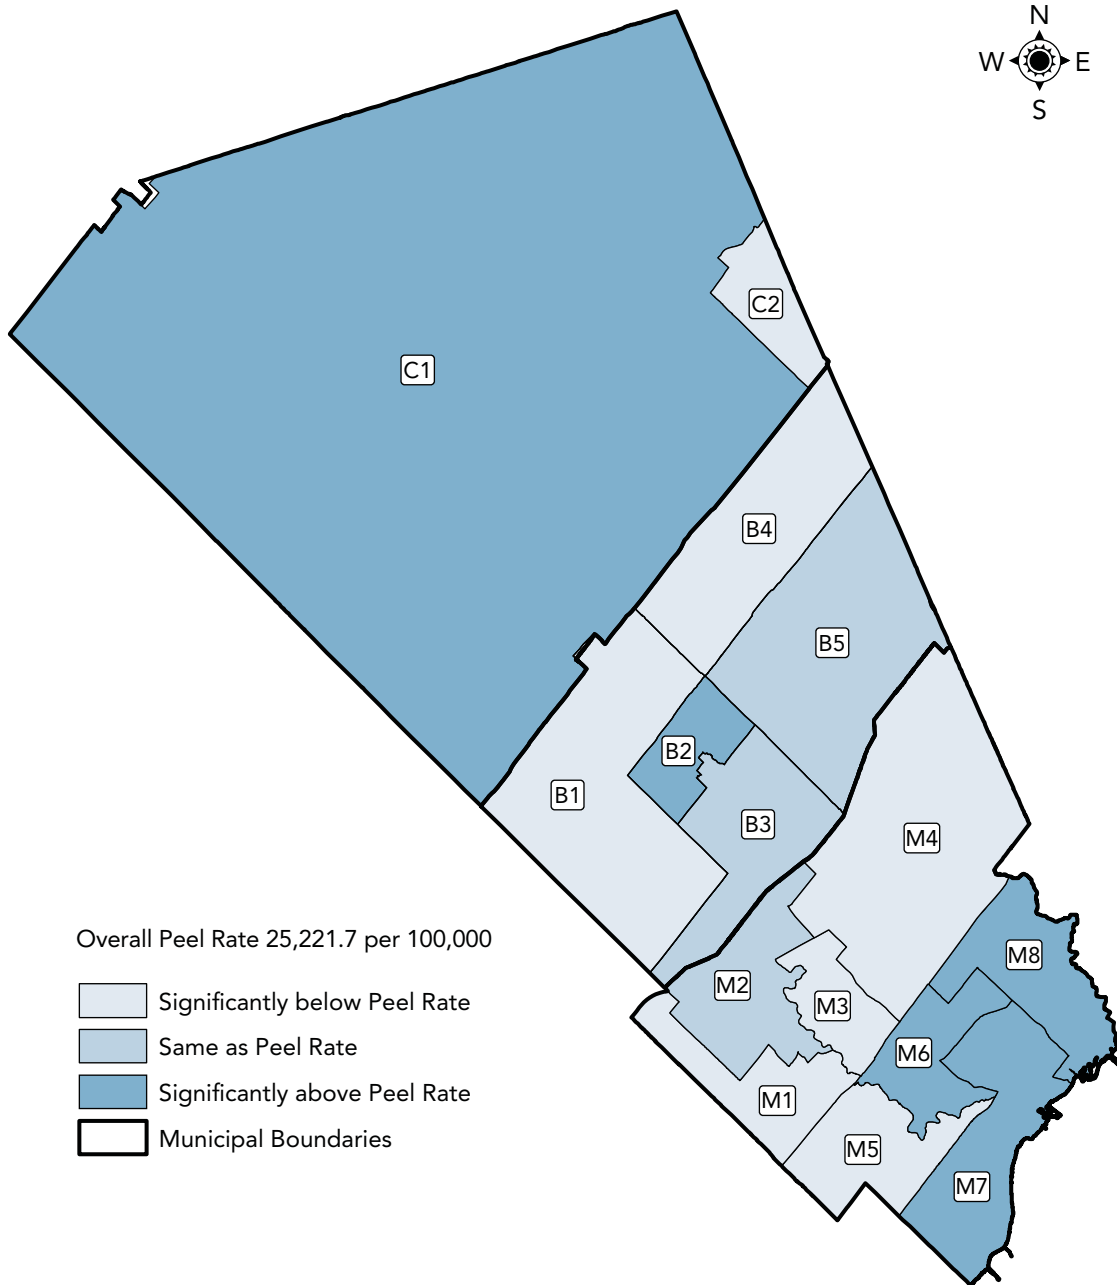 N
W E
S
C2
C1
B4
B5
B2
B1
B3
M4
M8
M2
M3
M6
M1
M5
M7
Overall Peel Rate 25,221.7 per 100,000
Significantly below Peel Rate
Same as Peel Rate
Significantly above Peel Rate
Municipal Boundaries